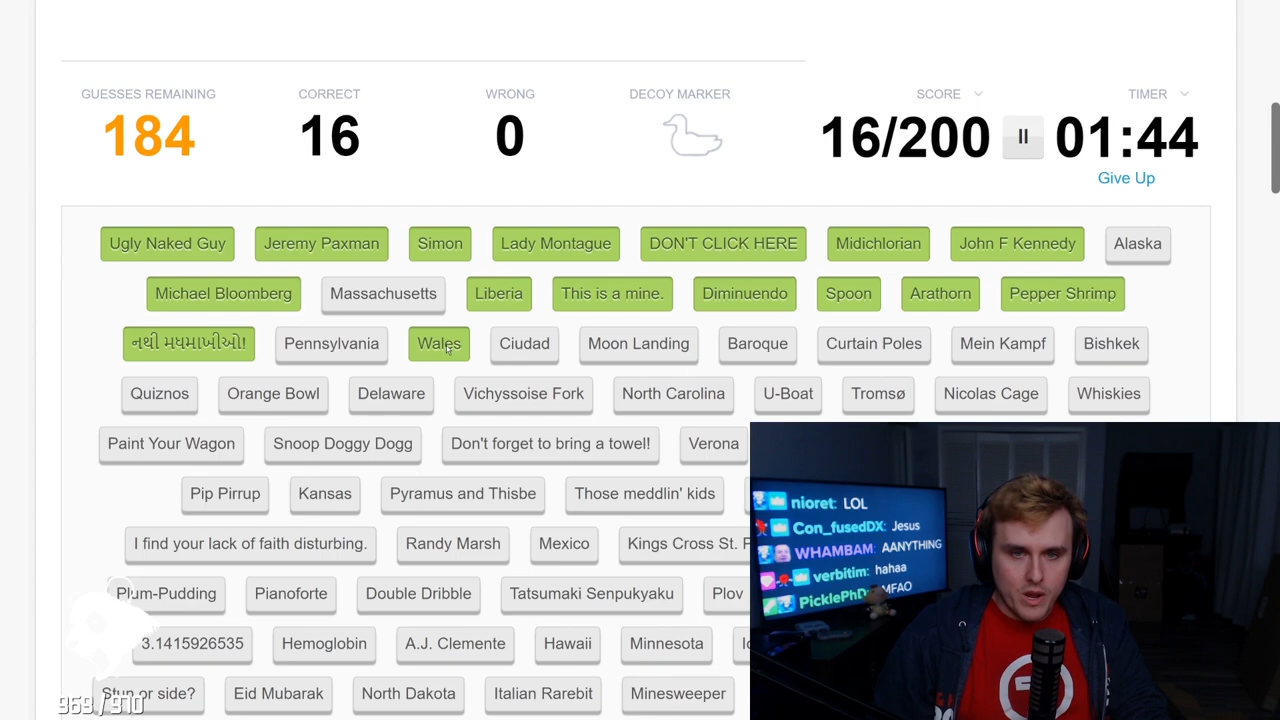 GUESSES REMAINING CORRECT WRONG DECOY MARKER SCORE TIMER
184 16 0 16/200 01:44
Give Up
Ugly Naked Guy Jeremy Paxman Simon Lady Montague DON'T CLICK HERE Midichlorian John F Kennedy Alaska
Michael Bloomberg Massachusetts Liberia This is a mine. Diminuendo Spoon Arathorn Pepper Shrimp
નથી મધમાખીઓ! Pennsylvania Wales Ciudad Moon Landing Baroque Curtain Poles Mein Kampf Bishkek
Quiznos Orange Bowl Delaware Vichyssoise Fork North Carolina U-Boat Tromsø Nicolas Cage Whiskies
Paint Your Wagon Snoop Doggy Dogg Don't forget to bring a towel! Verona
Pip Pirrup Kansas Pyramus and Thisbe Those meddlin' kids
I find your lack of faith disturbing. Randy Marsh Mexico Kings Cross St. P
Plum-Pudding Pianoforte Double Dribble Tatsumaki Senpukyaku Plov
3.1415926535 Hemoglobin A.J. Clemente Hawaii Minnesota
Stun or side? Eid Mubarak North Dakota Italian Rarebit Minesweeper
969/970
nioret: LOL
Con_fusedDX: Jesus
WHAMBAM: AANYTHING
verbitim: hahaa
MFAO